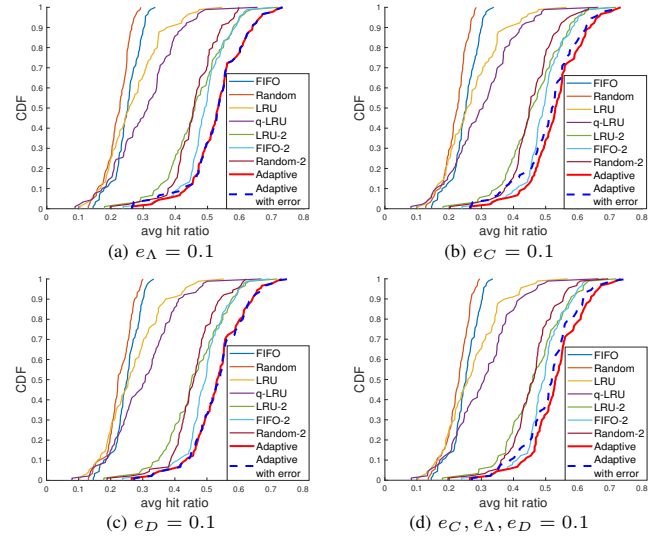 CDF
1
0.9
0.8
0.7
0.6
0.5
0.4
0.3
0.2
0.1
0
FIFO
Random
LRU
q-LRU
LRU-2
FIFO-2
Random-2
Adaptive
Adaptive
with error
0 0.1 0.2 0.3 0.4 0.5 0.6 0.7 0.8
avg hit ratio
(a) e_Λ = 0.1
CDF
1
0.9
0.8
0.7
0.6
0.5
0.4
0.3
0.2
0.1
0
FIFO
Random
LRU
q-LRU
LRU-2
FIFO-2
Random-2
Adaptive
Adaptive
with error
0 0.1 0.2 0.3 0.4 0.5 0.6 0.7 0.8
avg hit ratio
(b) e_C = 0.1
CDF
1
0.9
0.8
0.7
0.6
0.5
0.4
0.3
0.2
0.1
0
FIFO
Random
LRU
q-LRU
LRU-2
FIFO-2
Random-2
Adaptive
Adaptive
with error
0 0.1 0.2 0.3 0.4 0.5 0.6 0.7 0.8
avg hit ratio
(c) e_D = 0.1
CDF
1
0.9
0.8
0.7
0.6
0.5
0.4
0.3
0.2
0.1
0
FIFO
Random
LRU
q-LRU
LRU-2
FIFO-2
Random-2
Adaptive
Adaptive
with error
0 0.1 0.2 0.3 0.4 0.5 0.6 0.7 0.8
avg hit ratio
(d) e_C, e_Λ, e_D = 0.1